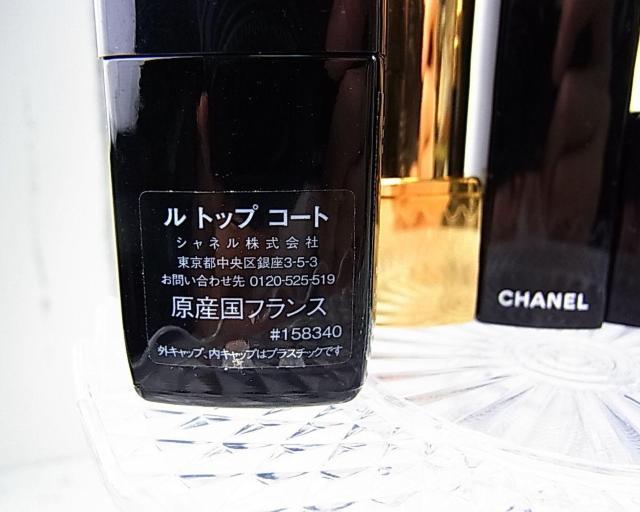 ル トップ コート
シャネル株式会社
東京都中央区銀座3-5-3
お問い合わせ先 0120-525-519
原産国フランス
#158340
外キャップ、内キャップはプラスチックです
CHANEL